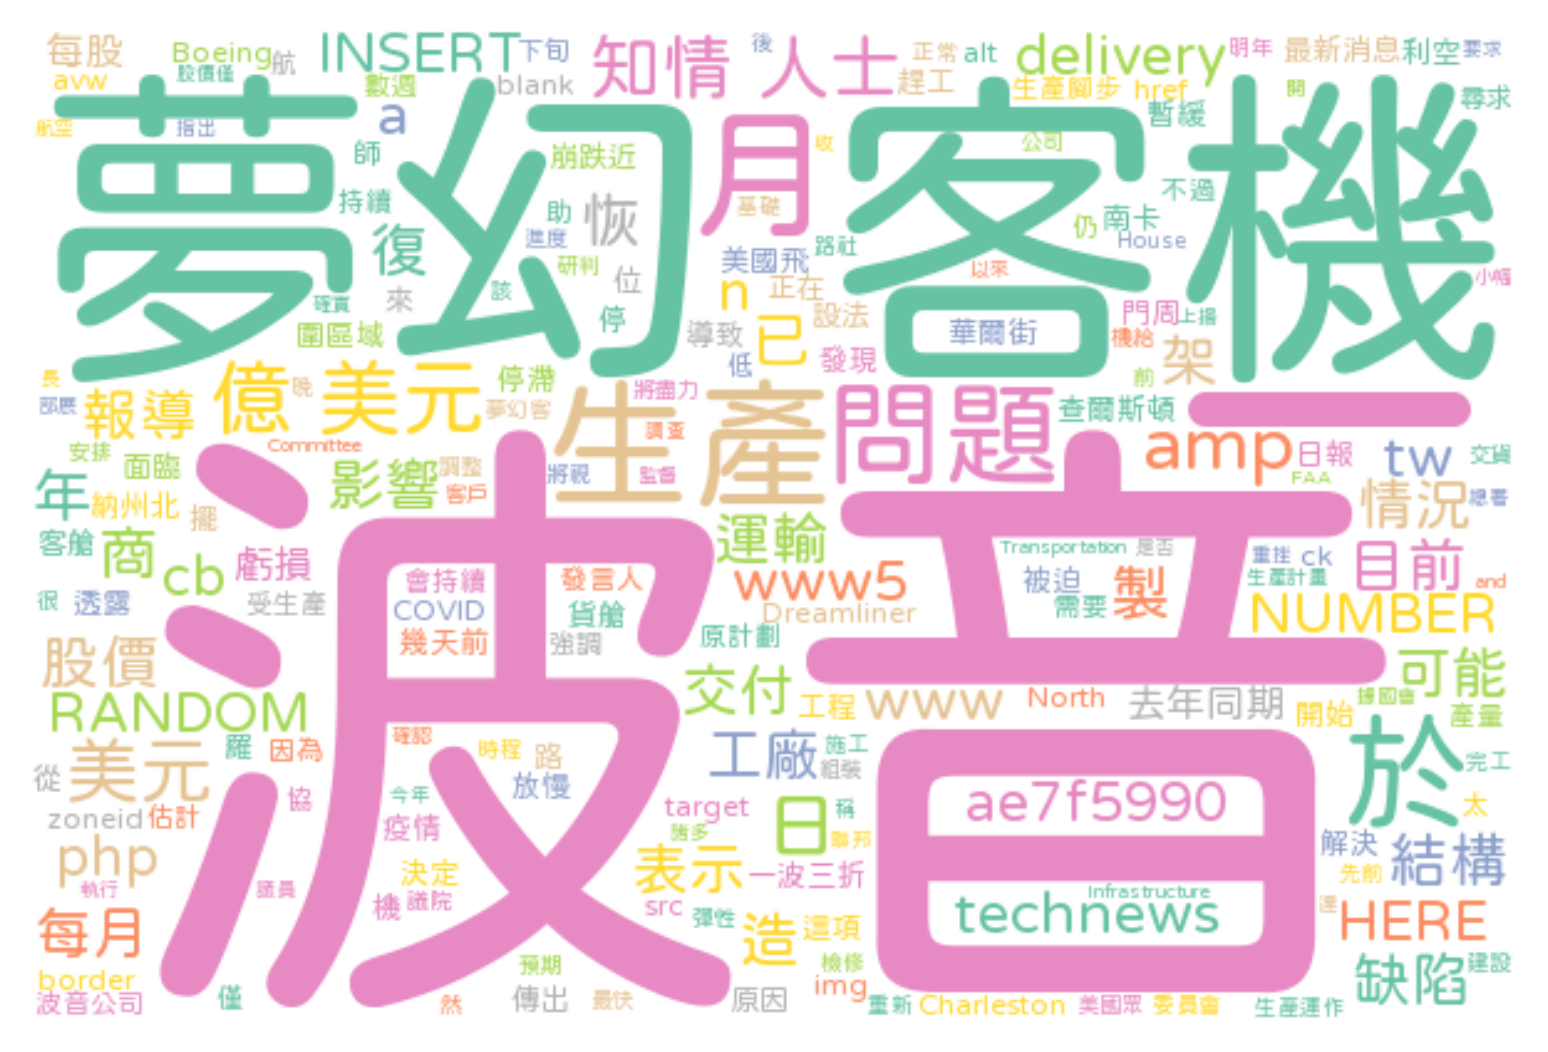 每股 Boeing 航 INSERT 下旬 知情 人士 後 正常 alt delivery 明年 最新消息 利空 要求
avw 股價僅 數週 blank 趕工 生產腳步 href 開 尋求
航空 指出 a 夢幻客機 月 收 公司 暫緩
師 崩跌近 持續 助 恢 基礎 仍 南卡 不過
復 進度 美國飛 路社 House
研判 位 n 正在 以來 小幅
確實 來 該 停 設法 門周 上揚
圍區域 導致 已 華爾街 機給
低 發現 架
長 億 晚 美元 停滯 將盡力 前
部展 報導 夢幻客 生產 問題 查爾斯頓 一
安排 Committee 調查 amp 日報 tw 交貨
面臨 影響 調整 將視 監督 FAA
年 納州北 擺 客戶 情況 總署
客艙 商 cb 虧損 運輸 Transportation 是否 重挫 ck 目前
會持續 發言人 www5 被迫 製 生產計畫 and
很 透露 受生產 COVID 貨艙 Dreamliner 需要 NUMBER
幾天前 強調 原計劃
股價 波音 可能
RANDOM 交付 工程 www North 去年同期 開始 據國會 產量
羅 因為 確認 時程 路 工廠 施工 於
從 美元 放慢 組裝 完工
zoneid 估計 協 今年 target 日 稱 ae7f5990 太
php 疫情 諸多 聯邦 解決 結構
決定 表示 一波三折 先前
執行 議員 機 議院 src 彈性 Infrastructure 達
每月 造 這項 technews HERE
border 預期 檢修 缺陷 建設
波音公司 僅 然 傳出 最快 原因 img 重新 Charleston 美國眾 委員會 生產運作